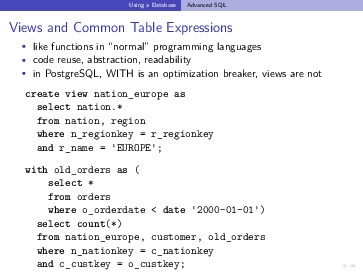 Using a Database Advanced SQL
Views and Common Table Expressions
like functions in “normal” programming languages
code reuse, abstraction, readability
in PostgreSQL, WITH is an optimization breaker, views are not
create view nation_europe as
select nation.*
from nation, region
where n_regionkey = r_regionkey
and r_name = 'EUROPE';
with old_orders as (
select *
from orders
where o_orderdate < date '2000-01-01')
select count(*)
from nation_europe, customer, old_orders
where n_nationkey = c_nationkey
and c_custkey = o_custkey;